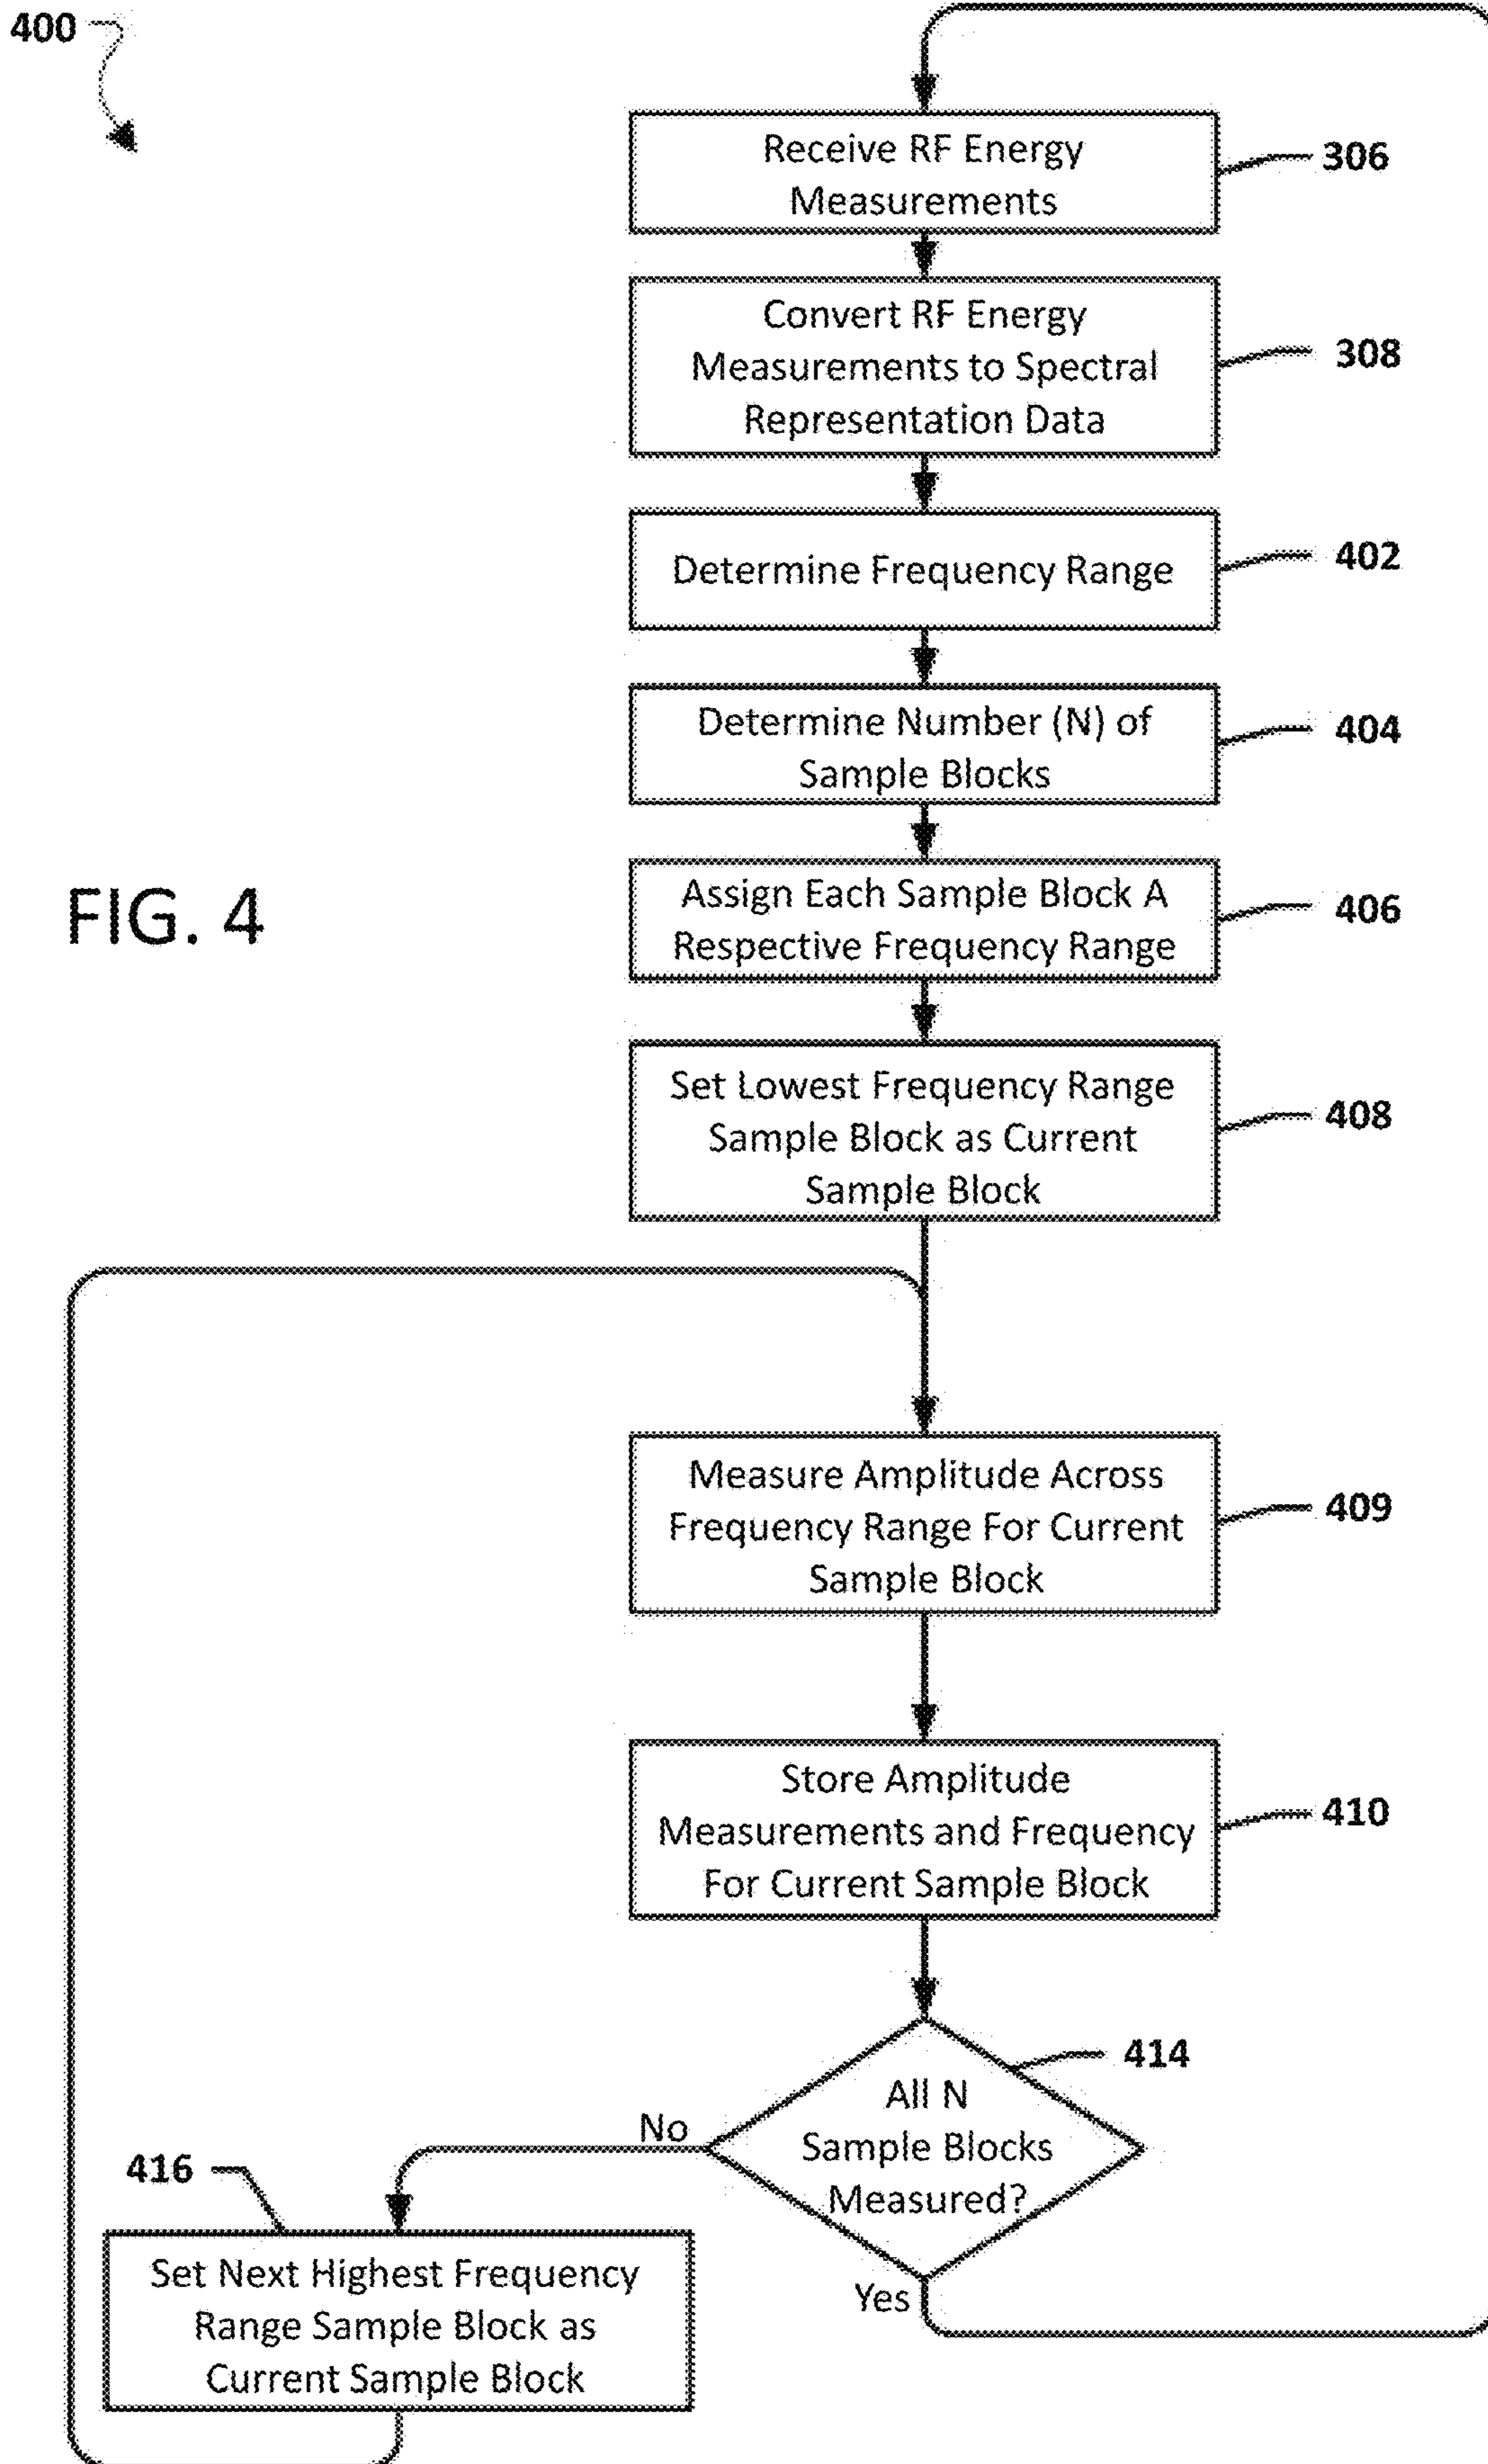 400
Receive RF Energy
Measurements
306
Convert RF Energy
Measurements to Spectral
Representation Data
308
Determine Frequency Range
402
Determine Number (N) of
Sample Blocks
404
FIG. 4
Assign Each Sample Block A
Respective Frequency Range
406
Set Lowest Frequency Range
Sample Block as Current
Sample Block
408
Measure Amplitude Across
Frequency Range For Current
Sample Block
409
Store Amplitude
Measurements and Frequency
For Current Sample Block
410
All N
Sample Blocks
Measured?
414
No
Yes
416
Set Next Highest Frequency
Range Sample Block as
Current Sample Block